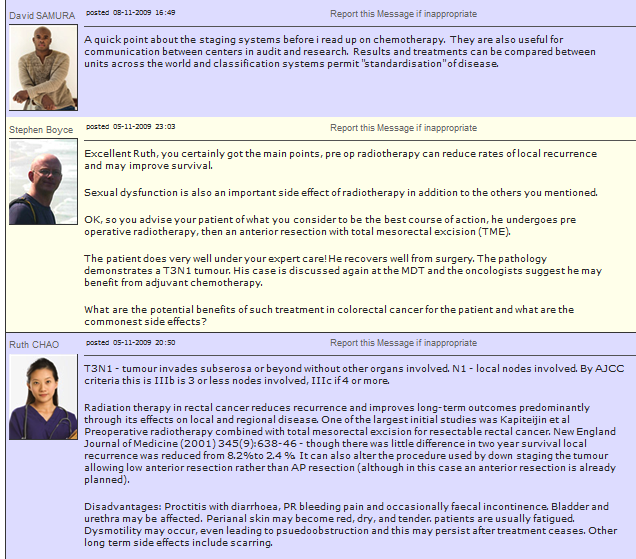 David SAMURA
posted 08-11-2009 16:49
Report this Message if inappropriate
A quick point about the staging systems before i read up on chemotherapy. They are also useful for
communication between centers in audit and research. Results and treatments can be compared between
units across the world and classification systems permit "standardisation" of disease.
Stephen Boyce
posted 05-11-2009 23:03
Report this Message if inappropriate
Excellent Ruth, you certainly got the main points, pre op radiotherapy can reduce rates of local recurrence
and may improve survival.
Sexual dysfunction is also an important side effect of radiotherapy in addition to the others you mentioned.
OK, so you advise your patient of what you consider to be the best course of action, he undergoes pre
operative radiotherapy, then an anterior resection with total mesorectal excision (TME).
The patient does very well under your expert care! He recovers well from surgery. The pathology
demonstrates a T3N1 tumour. His case is discussed again at the MDT and the oncologists suggest he may
benefit from adjuvant chemotherapy.
What are the potential benefits of such treatment in colorectal cancer for the patient and what are the
commonest side effects?
Ruth CHAO
posted 05-11-2009 20:50
Report this Message if inappropriate
T3N1 - tumour invades subserosa or beyond without other organs involved. N1 - local nodes involved. By AJCC
criteria this is IIIb is 3 or less nodes involved, IIIc if 4 or more.
Radiation therapy in rectal cancer reduces recurrence and improves long-term outcomes predominantly
through its effects on local and regional disease. One of the largest initial studies was Kapiteijin et al
Preoperative radiotherapy combined with total mesorectal excision for resectable rectal cancer. New England
Journal of Medicine (2001) 345(9):638-46 - though there was little difference in two year survival local
recurrence was reduced from 8.2%to 2.4 %. It can also alter the procedure used by down staging the tumour
allowing low anterior resection rather than AP resection (although in this case an anterior resection is already
planned).
Disadvantages: Proctitis with diarrhoea, PR bleeding pain and occasionally faecal incontinence. Bladder and
urethra may be affected. Perianal skin may become red, dry, and tender. patients are usually fatigued.
Dysmotility may occur, even leading to psuedoobstruction and this may persist after treatment ceases. Other
long term side effects include scarring.